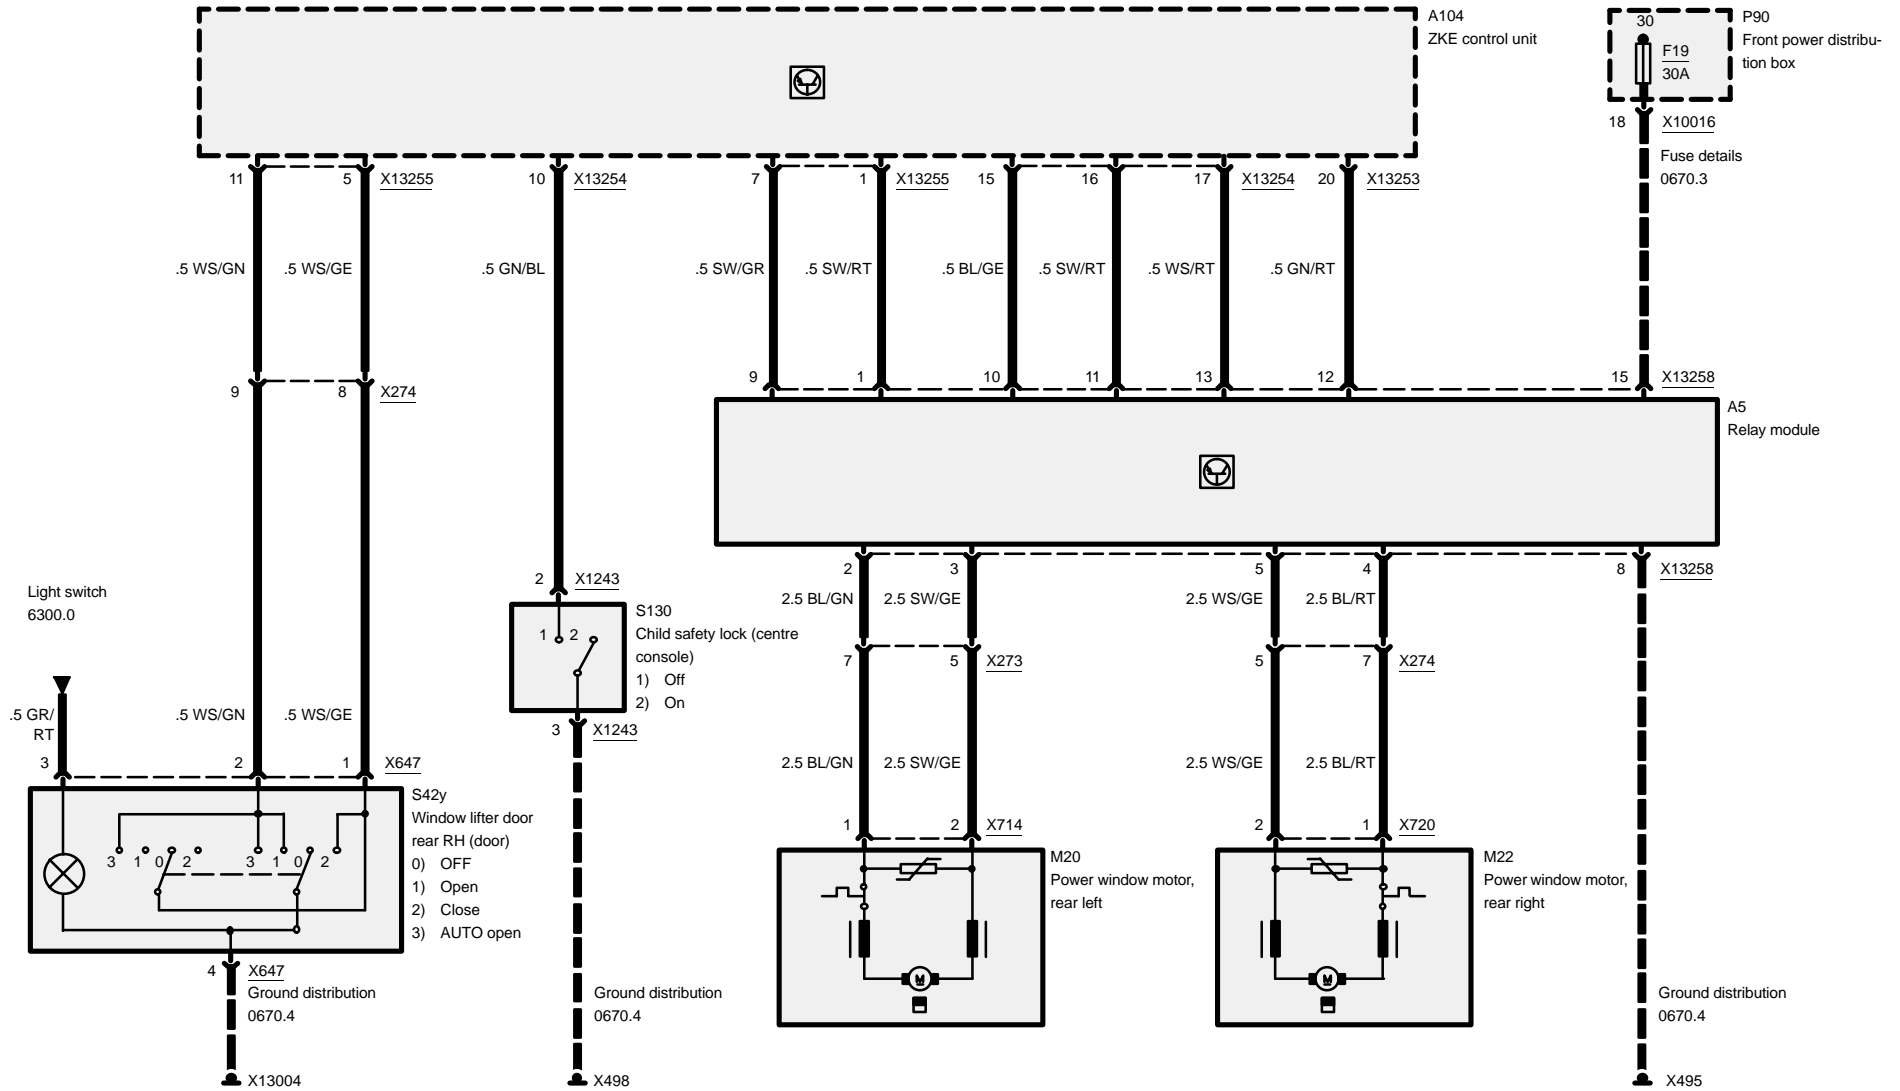 A104
ZKE control unit
30
F19
30A
P90
Front power distribu-
tion box
18 X10016
Fuse details
0670.3
11 5 X13255 10 X13254 7 1 X13255 15 16 17 X13254 20 X13253
.5 WS/GN .5 WS/GE .5 GN/BL .5 SW/GR .5 SW/RT .5 BL/GE .5 SW/RT .5 WS/RT .5 GN/RT
9 8 X274
9 1 10 11 13 12 15 X13258
A5
Relay module
2 3 5 4 8 X13258
2.5 BL/GN 2.5 SW/GE 2.5 WS/GE 2.5 BL/RT
7 5 X273 5 7 X274
2 X1243
1 2
S130
Child safety lock (centre
console)
1) Off
2) On
3 X1243
Light switch
6300.0
.5 GR/
RT
.5 WS/GN .5 WS/GE
3 2 1 X647
2.5 BL/GN 2.5 SW/GE 2.5 WS/GE 2.5 BL/RT
1 2 X714 2 1 X720
S42y
Window lifter door
rear RH (door)
0) OFF
1) Open
2) Close
3) AUTO open
3 1 0 2 3 1 0 2
4 X647
M20
Power window motor,
rear left
M
M22
Power window motor,
rear right
M
Ground distribution
0670.4
Ground distribution
0670.4
Ground distribution
0670.4
X13004
X498
X495